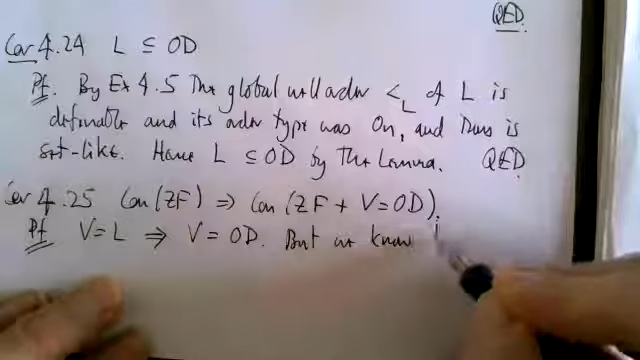 QED.
Cor 4.24 L ⊆ OD
Pf. By Ex 4.5 The global wellorder <_L of L is
definable and its order type was On, and thus is
set-like. Hence L ⊆ OD by The Lemma. QED
Cor 4.25 Con(ZF) ⇒ Con(ZF + V=OD).
Pf V=L ⇒ V=OD. But we know